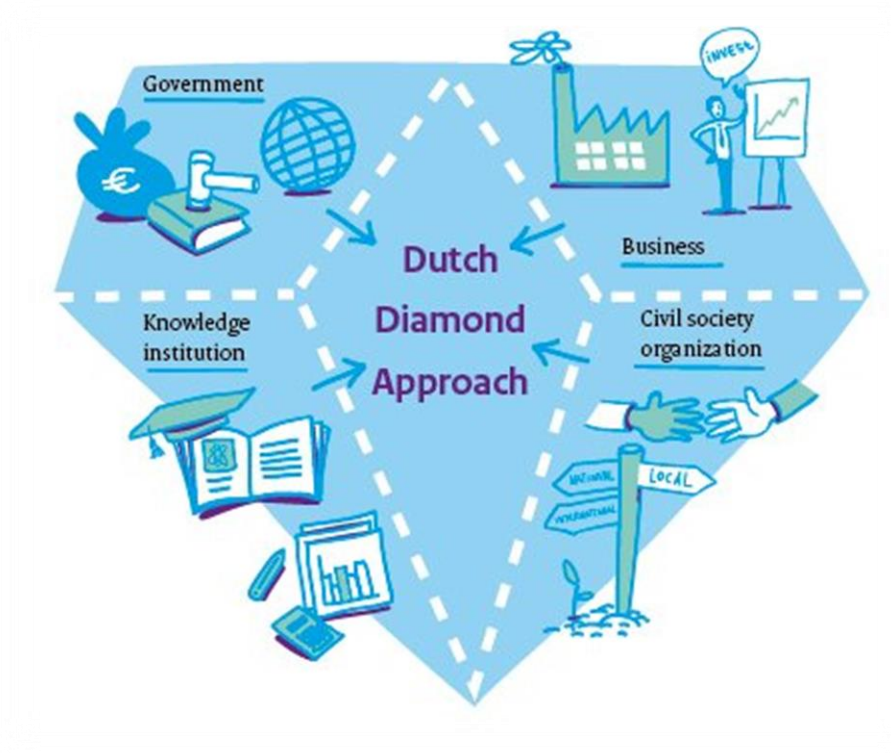 Government
INVEST
€
Business
Dutch
Diamond
Approach
Knowledge
institution
Civil society
organization
NATIONAL
LOCAL
INTERNATIONAL